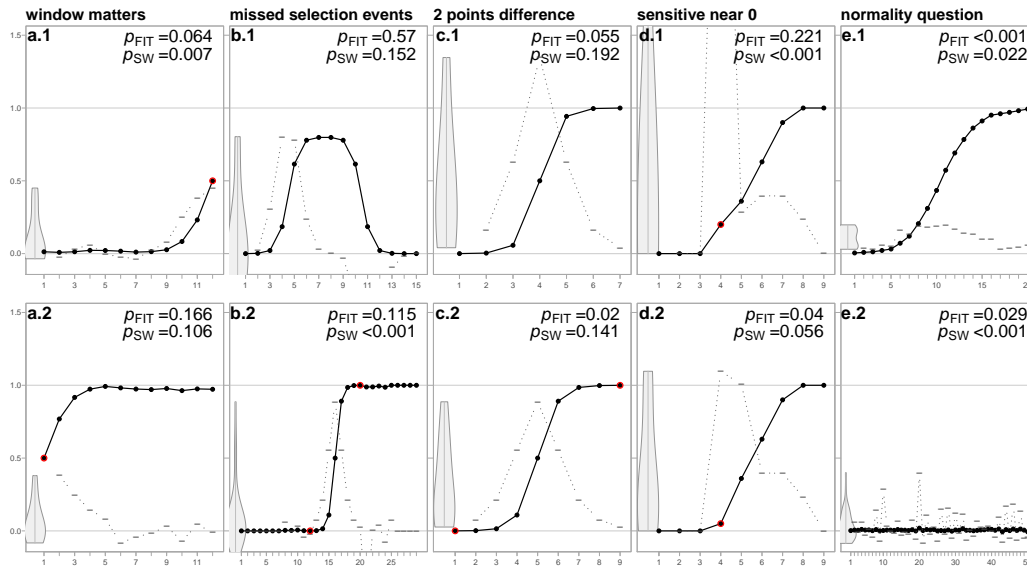 window matters
missed selection events
2 points difference
sensitive near 0
normality question
a.1
pFIT =0.064
pSW =0.007
b.1
pFIT =0.57
pSW =0.152
c.1
pFIT =0.055
pSW =0.192
d.1
pFIT =0.221
pSW <0.001
e.1
pFIT <0.001
pSW =0.022
1.5
1.0
0.5
0.0
1 3 5 7 9 11
1 3 5 7 9 11 13 15
1 2 3 4 5 6 7
1 2 3 4 5 6 7 8 9
1 5 10 15
a.2
pFIT =0.166
pSW =0.106
b.2
pFIT =0.115
pSW <0.001
c.2
pFIT =0.02
pSW =0.141
d.2
pFIT =0.04
pSW =0.056
e.2
pFIT =0.029
pSW <0.001
1.5
1.0
0.5
0.0
1 3 5 7 9 11
1 5 10 15 20
1 2 3 4 5 6 7 8 9
1 2 3 4 5 6 7 8 9
1 10 20 30 40